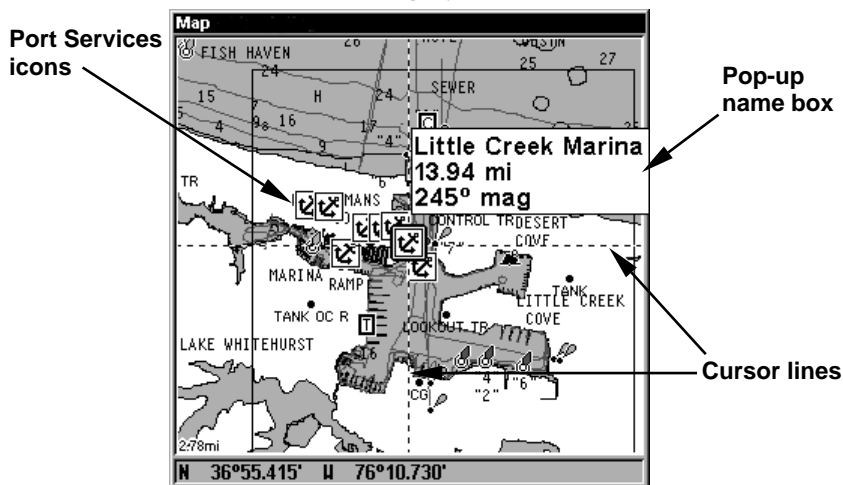 Map
Port Services
icons
Pop-up
name box
Cursor lines
FISH HAVEN
26
24
25
27
15
H
24
SEWER
7
16
4
9
17
"4"
C
Little Creek Marina
13.94 mi
245º mag
6
TR
MANS
CONTROL TR
DESERT
COVE
"7"
MARINA
RAMP
TANK
TANK OC R
T
LITTLE CREEK
COVE
LOOKOUT TR
LAKE WHITEHURST
16
CG
4
"2"
"6"
2.78mi
N 36º55.415' W 76º10.730'